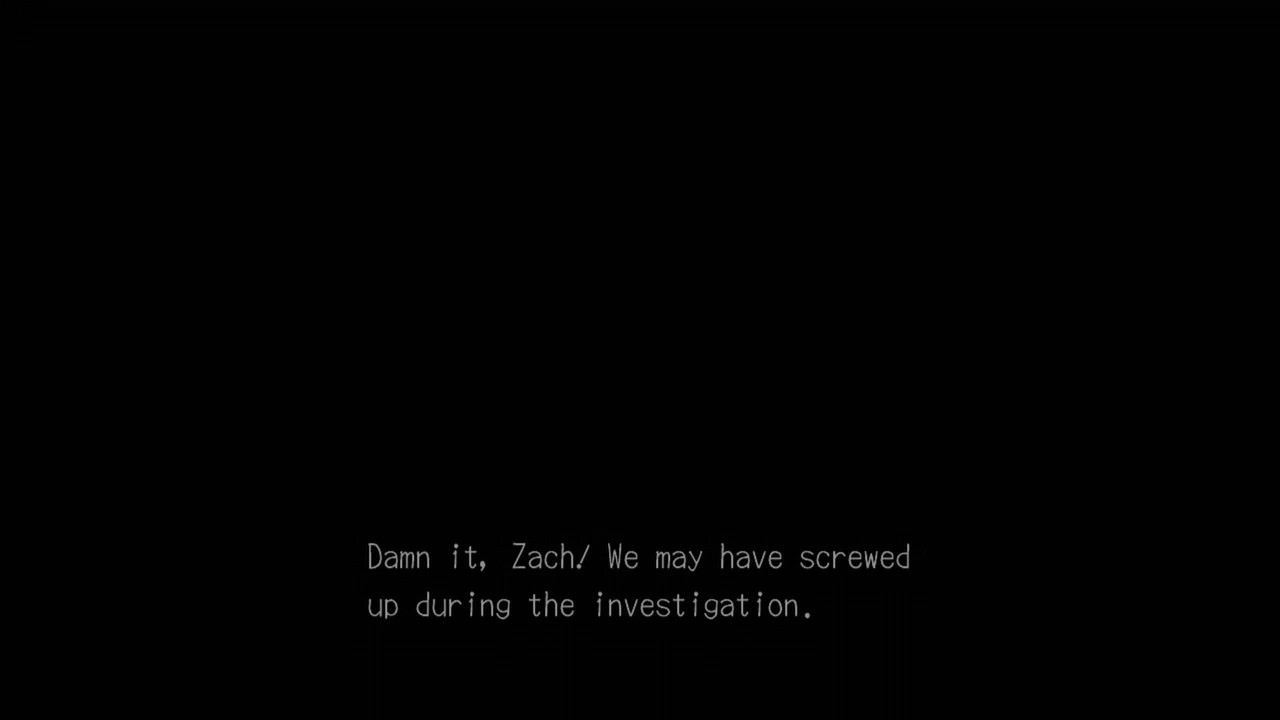 Damn it, Zach! We may have screwed
up during the investigation.